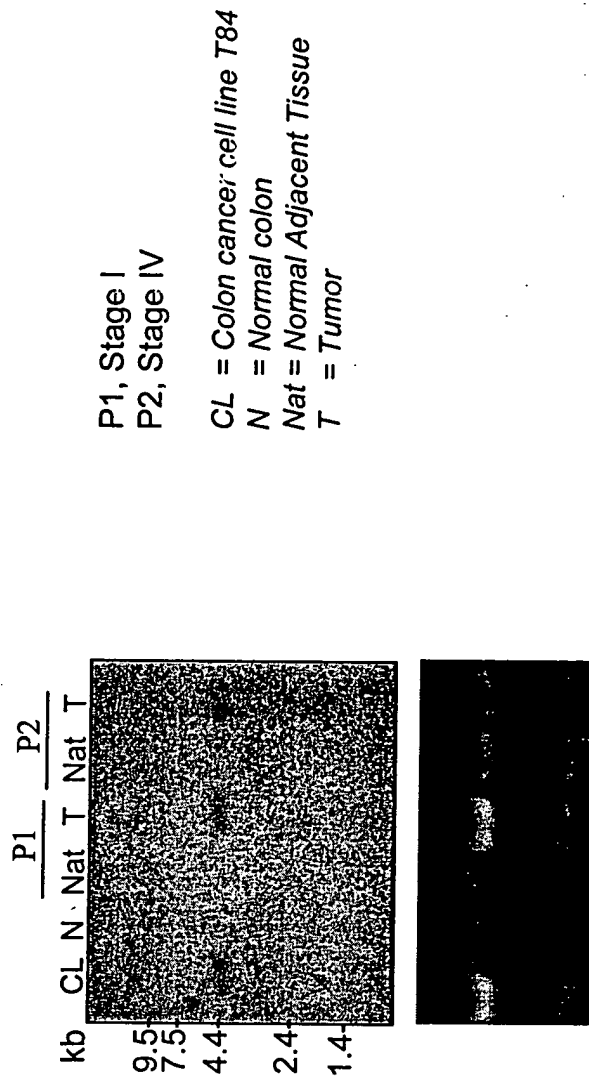 P1 P2
kb CL N Nat T Nat T
9.5
7.5
4.4
2.4
1.4
P1, Stage I
P2, Stage IV
CL = Colon cancer cell line T84
N = Normal colon
Nat = Normal Adjacent Tissue
T = Tumor